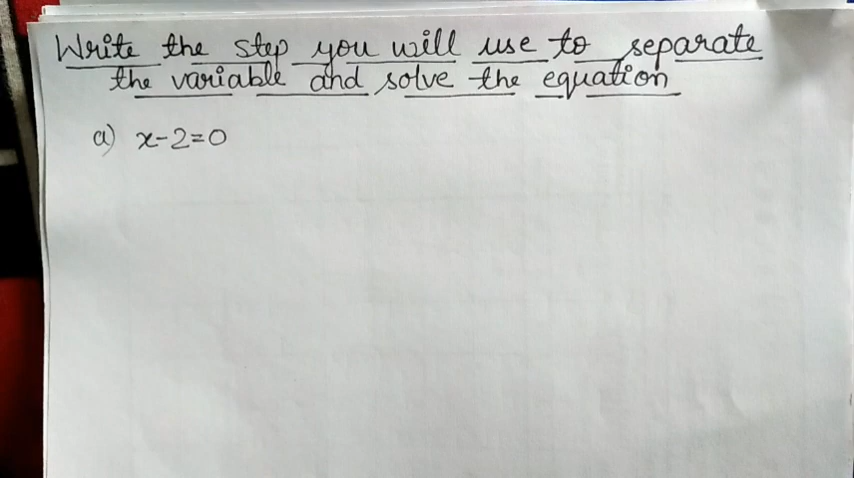 Write the step you will use to separate
the variable and solve the equation
a) x-2=0